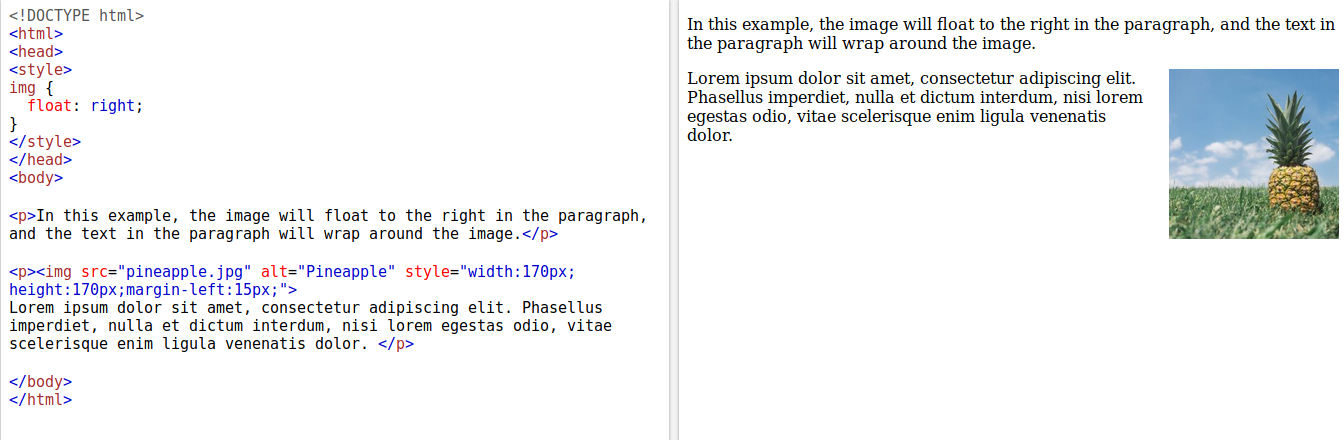 <!DOCTYPE html>
<html>
<head>
<style>
img {
  float: right;
}
</style>
</head>
<body>

<p>In this example, the image will float to the right in the paragraph,
and the text in the paragraph will wrap around the image.</p>

<p><img src="pineapple.jpg" alt="Pineapple" style="width:170px;
height:170px;margin-left:15px;">
Lorem ipsum dolor sit amet, consectetur adipiscing elit. Phasellus
imperdiet, nulla et dictum interdum, nisi lorem egestas odio, vitae
scelerisque enim ligula venenatis dolor. </p>

</body>
</html>

In this example, the image will float to the right in the paragraph, and the text in
the paragraph will wrap around the image.

Lorem ipsum dolor sit amet, consectetur adipiscing elit.
Phasellus imperdiet, nulla et dictum interdum, nisi lorem
egestas odio, vitae scelerisque enim ligula venenatis
dolor.